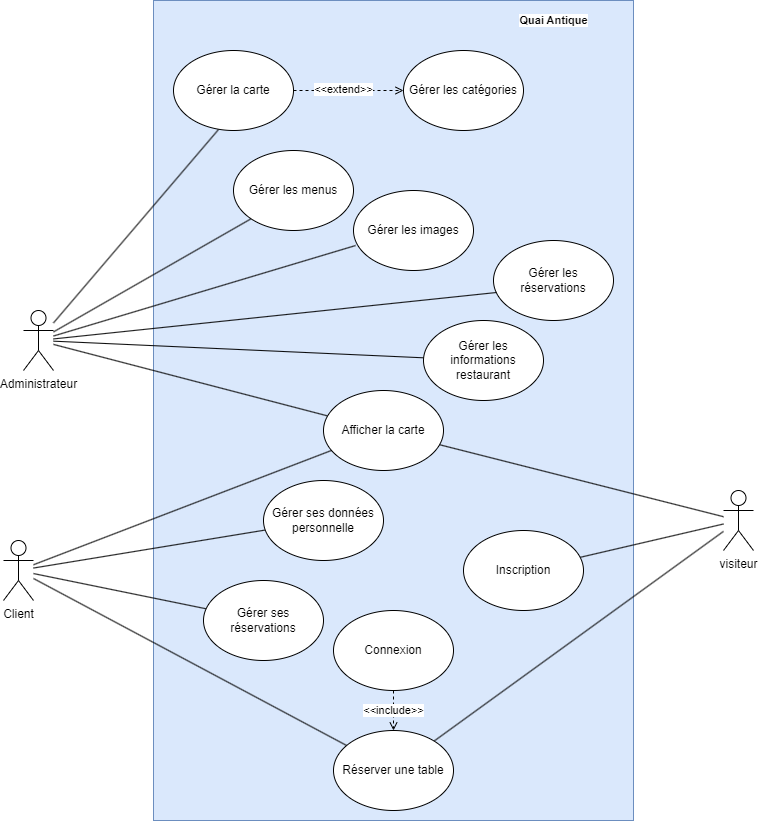 Quai Antique
Gérer la carte
<<extend>>
Gérer les catégories
Gérer les menus
Gérer les images
Gérer les
réservations
Gérer les
informations
restaurant
Administrateur
Afficher la carte
Gérer ses données
personnelle
Inscription
visiteur
Client
Gérer ses
réservations
Connexion
<<include>>
Réserver une table